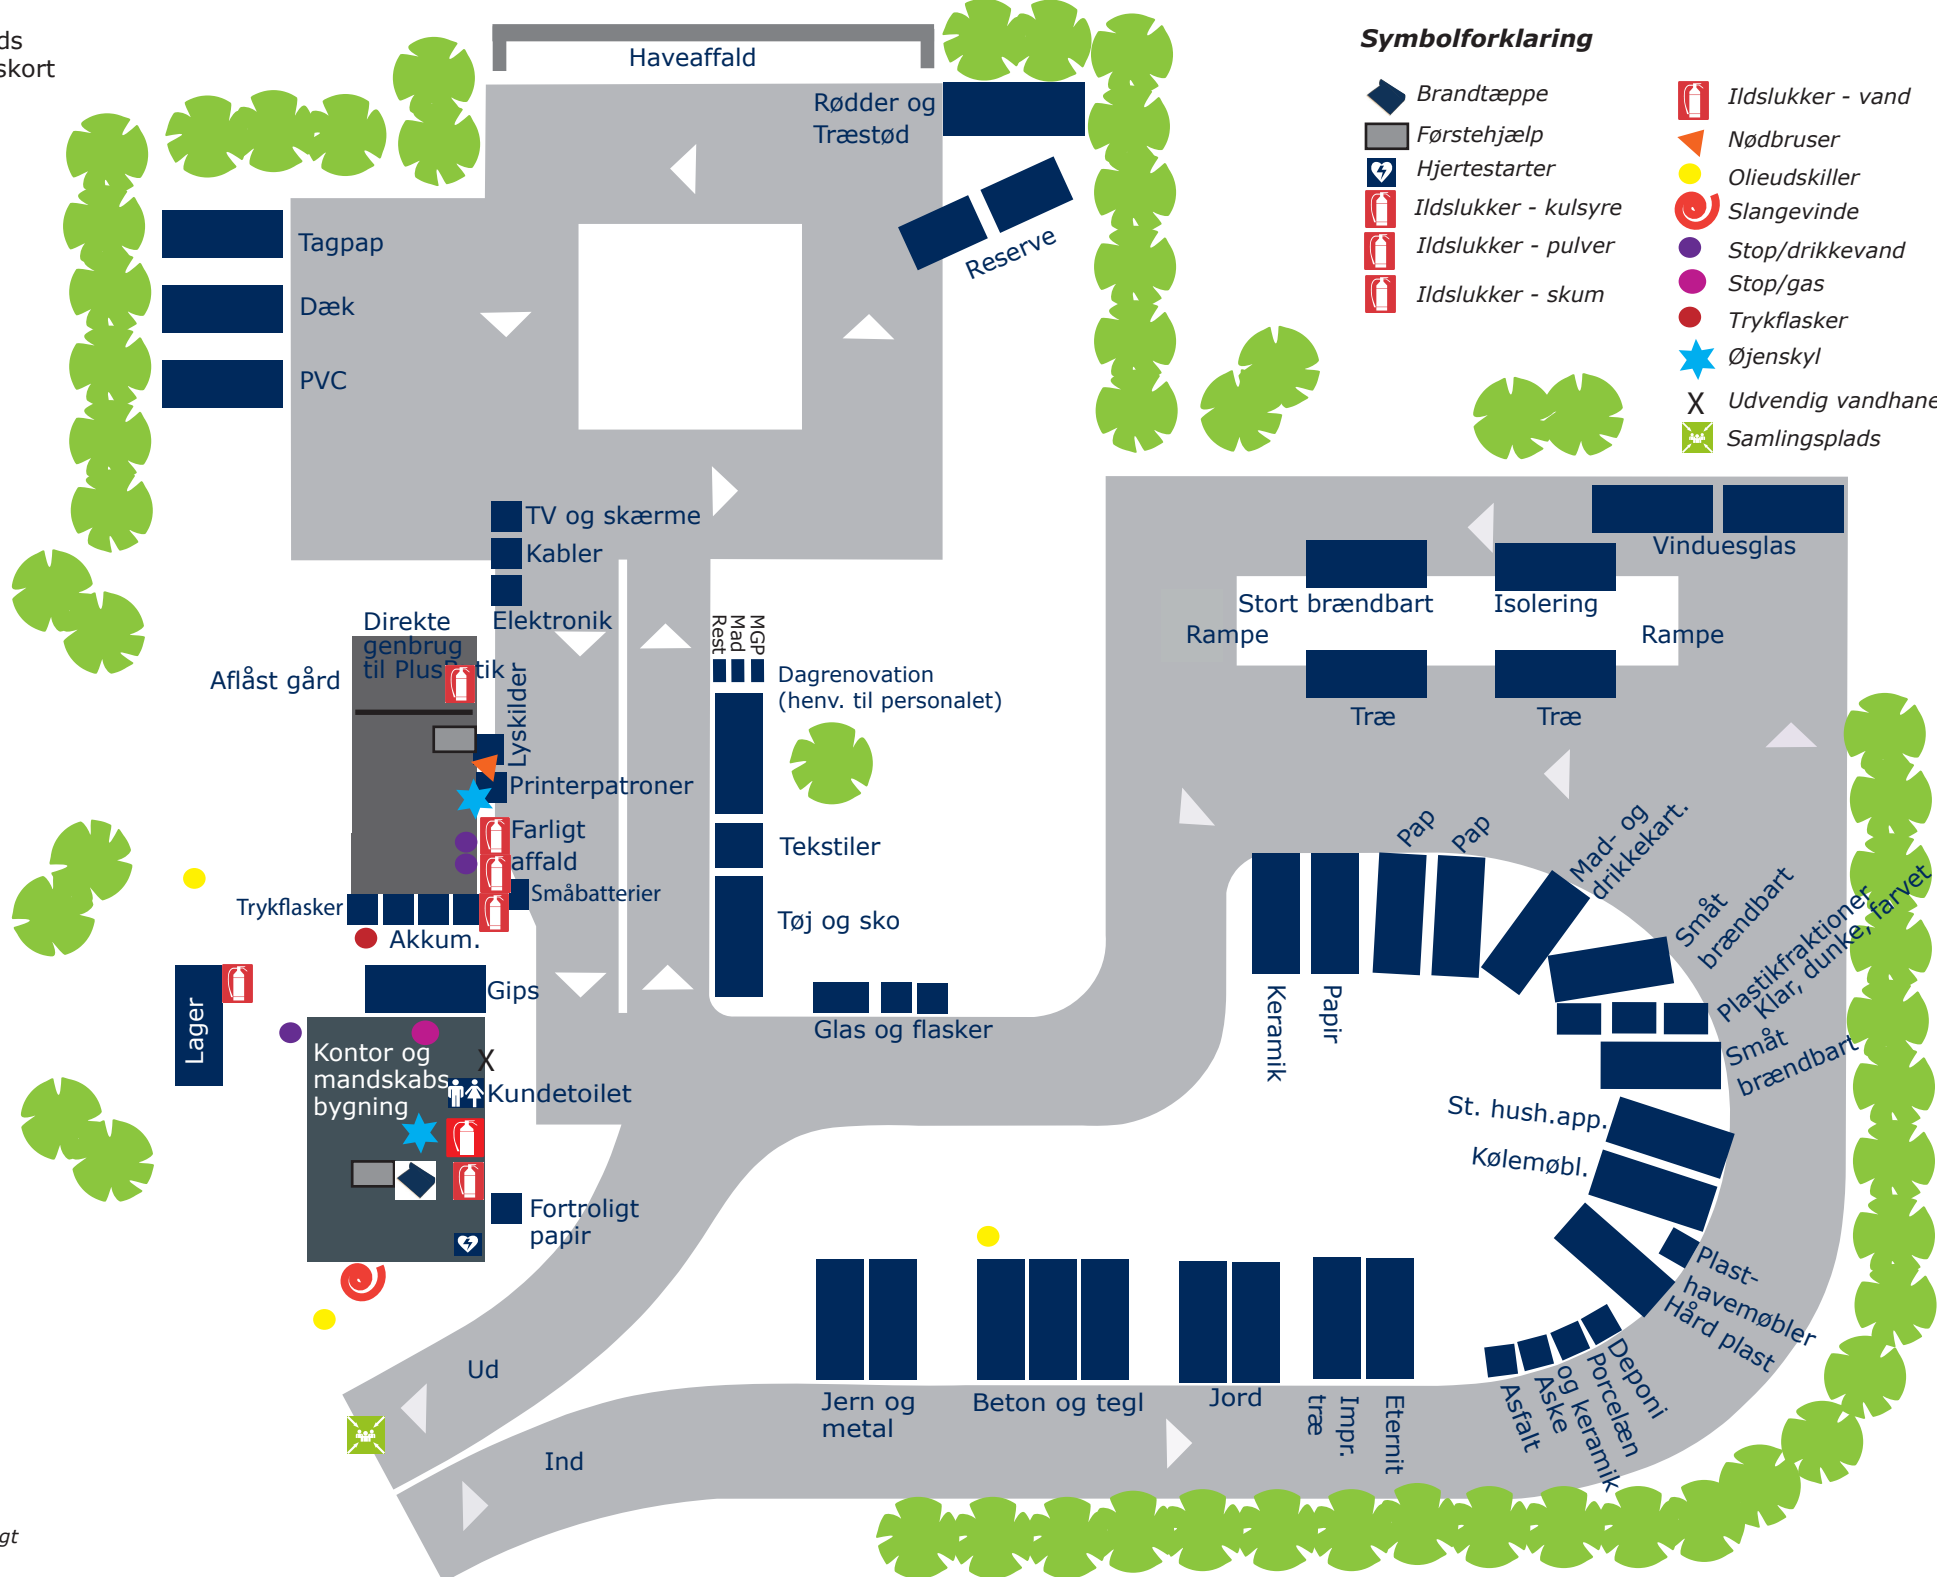 ds
skort
Haveaffald
Rødder og
Træstød
Reserve
Tagpap
Dæk
PVC
Symbolforklaring
Brandtæppe
Førstehjælp
Hjertestarter
Ildslukker - kulsyre
Ildslukker - pulver
Ildslukker - skum
Ildslukker - vand
Nødbruser
Olieudskiller
Slangevinde
Stop/drikkevand
Stop/gas
Trykflasker
Øjenskyl
X Udvendig vandhane
Samlingsplads
TV og skærme
Kabler
Elektronik
Direkte
genbrug
Aflåst gård
Lyskilder
Printerpatroner
Farligt
affald
Småbatterier
Trykflasker
Akkum.
Gips
Lager
Kontor og
mandskabs
bygning
X
Kundetoilet
Fortroligt
papir
Rest
Mad
MGP
Dagrenovation
(henv. til personalet)
Tekstiler
Tøj og sko
Glas og flasker
Vinduesglas
Stort brændbart
Isolering
Rampe
Rampe
Træ
Træ
Pap
Pap
Mad- og
drikkekart.
Småt
brændbart
Plastikfraktioner
Klar, dunke, farvet
Småt
brændbart
Keramik
Papir
St. hush.app.
Kølemøbl.
Plast-
havemøbler
Hård plast
Deponi
Porcelæn
og keramik
Aske
Asfalt
Jern og
metal
Beton og tegl
Jord
Impr.
træ
Eternit
Ud
Ind
gt